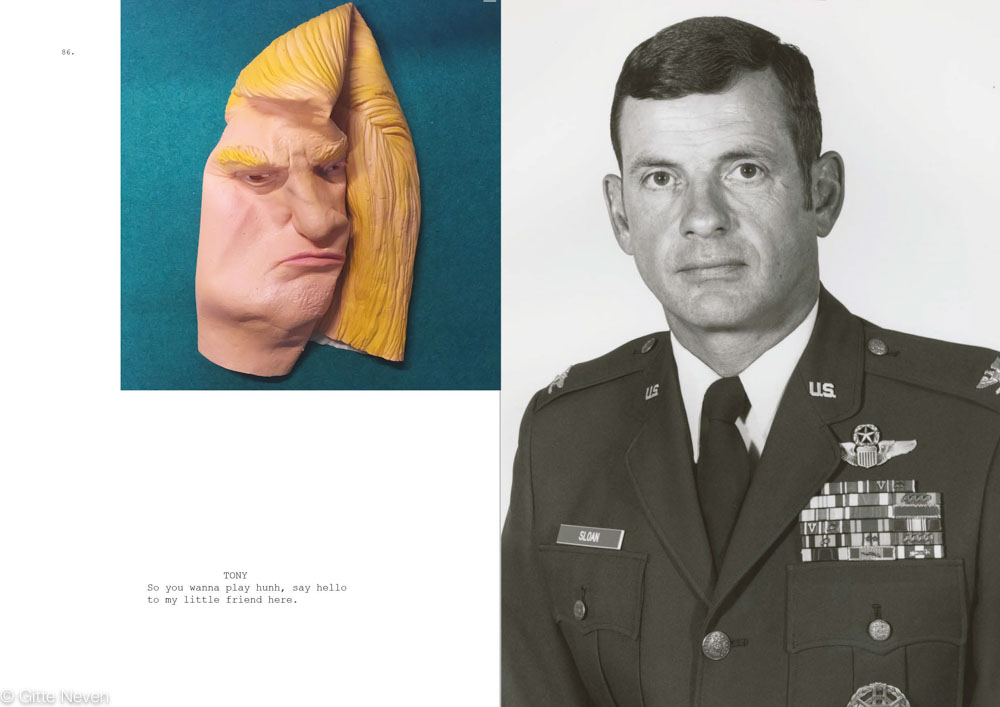 86.
TONY
So you wanna play hunh, say hello
to my little friend here.
U.S.
U.S.
SLOAN
© Gitte Neven